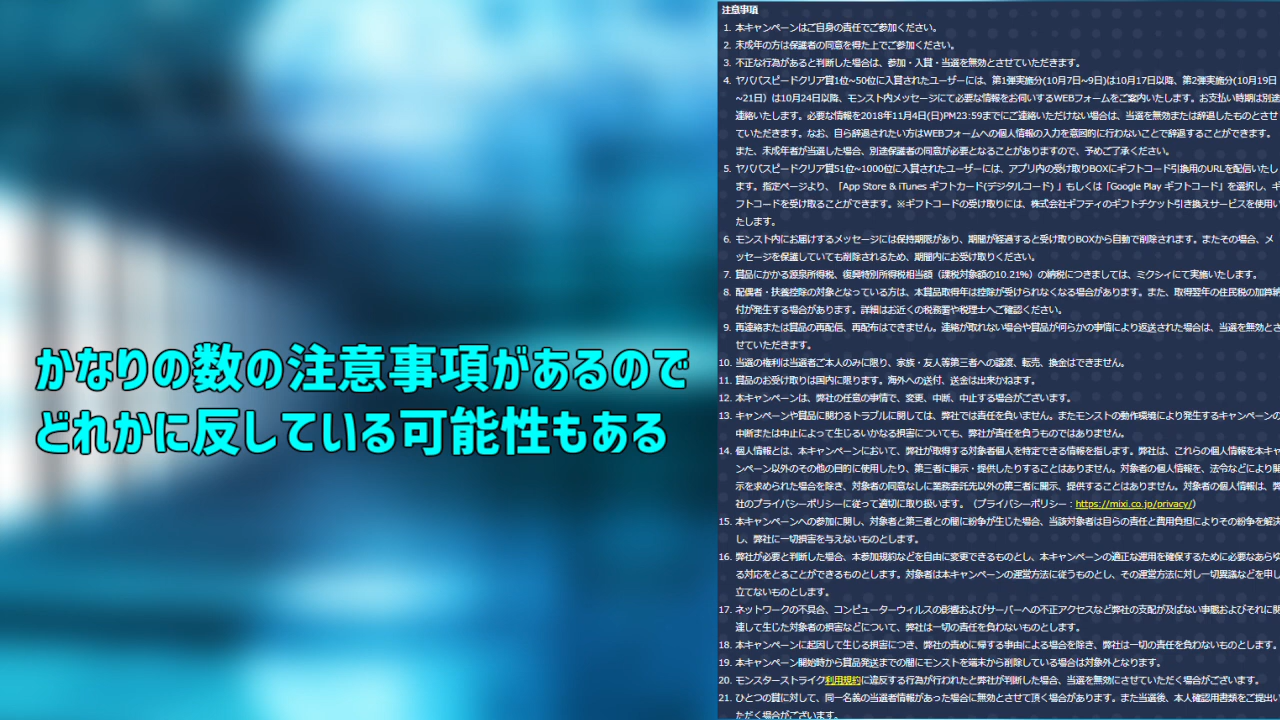 かなりの数の注意事項があるので
どれかに反している可能性もある
注意事項
1. 本キャンペーンはご自身の責任でご参加ください。
2. 未成年の方は保護者の同意を得た上でご参加ください。
3. 不正な行為があると判断した場合は、参加・入賞・当選を無効とさせていただきます。
4. ヤバパスピードクリア賞1位~50位に入賞されたユーザーには、第1弾実施分(10月7日~9日)は10月17日以降、第2弾実施分(10月19日
~21日）は10月24日以降、モンスト内メッセージにて必要な情報をお伺いするWEBフォームをご案内いたします。お支払い時期は別途
連絡いたします。必要な情報を2018年11月4日(日)PM23:59までにご連絡いただけない場合は、当選を無効または辞退したものとさせ
ていただきます。なお、自ら辞退されたい方はWEBフォームへの個人情報の入力を意図的に行わないことで辞退することができます。
また、未成年者が当選した場合、別途保護者の同意が必要となることがありますので、予めご了承ください。
5. ヤバパスピードクリア賞51位~1000位に入賞されたユーザーには、アプリ内の受け取りBOXにギフトコード引換用のURLを配信いたし
ます。指定ページより、「App Store & iTunes ギフトカード(デジタルコード) 」もしくは「Google Play ギフトコード」を選択し、ギ
フトコードを受け取ることができます。※ギフトコードの受け取りには、株式会社ギフティのギフトチケット引き換えサービスを使用い
たします。
6. モンスト内にお届けするメッセージには保持期限があり、期間が経過すると受け取りBOXから自動で削除されます。またその場合、メ
ッセージを保護していても削除されるため、期間内にお受け取りください。
7. 賞品にかかる源泉所得税、復興特別所得税相当額（課税対象額の10.21%）の納税につきましては、ミクシィにて実施いたします。
8. 配偶者・扶養控除の対象となっている方は、本賞品取得年は控除が受けられなくなる場合があります。また、取得翌年の住民税の加算納
付が発生する場合があります。詳細はお近くの税務署や税理士へご確認ください。
9. 再連絡または賞品の再配信、再配布はできません。連絡が取れない場合や賞品が何らかの事情により返送された場合は、当選を無効とさ
せていただきます。
10. 当選の権利は当選者ご本人のみに限り、家族・友人等第三者への譲渡、転売、換金はできません。
11. 賞品のお受け取りは国内に限ります。海外への送付、送金は出来かねます。
12. 本キャンペーンは、弊社の任意の事情で、変更、中断、中止する場合がございます。
13. キャンペーンや賞品に関わるトラブルに関しては、弊社では責任を負いません。またモンストの動作環境により発生するキャンペーンの
中断または中止によって生じるいかなる損害についても、弊社が責任を負うものではありません。
14. 個人情報とは、本キャンペーンにおいて、弊社が取得する対象者個人を特定できる情報を指します。弊社は、これらの個人情報を本キャ
ンペーン以外のその他の目的に使用したり、第三者に開示・提供したりすることはありません。対象者の個人情報を、法令などにより開
示を求められた場合を除き、対象者の同意なしに業務委託先以外の第三者に開示、提供することはありません。対象者の個人情報は、弊
社のプライバシーポリシーに従って適切に取り扱います。（プライバシーポリシー：https://mixi.co.jp/privacy/）
15. 本キャンペーンへの参加に関し、対象者と第三者との間に紛争が生じた場合、当該対象者は自らの責任と費用負担によりその紛争を解決
し、弊社に一切損害を与えないものとします。
16. 弊社が必要と判断した場合、本参加規約などを自由に変更できるものとし、本キャンペーンの適正な運用を確保するために必要なあらゆ
る対応をとることができるものとします。対象者は本キャンペーンの運営方法に従うものとし、その運営方法に対し一切異議などを申し
立てないものとします。
17. ネットワークの不具合、コンピューターウィルスの影響およびサーバーへの不正アクセスなど弊社の支配が及ばない事態およびそれに関
連して生じた対象者の損害などについて、弊社は一切の責任を負わないものとします。
18. 本キャンペーンに起因して生じる損害につき、弊社の責めに帰する事由による場合を除き、弊社は一切の責任を負わないものとします。
19. 本キャンペーン開始時から賞品発送までの間にモンストを端末から削除している場合は対象外となります。
20. モンスターストライク利用規約に違反する行為が行われたと弊社が判断した場合、当選を無効にさせていただく場合がございます。
21. ひとつの賞に対して、同一名義の当選者情報があった場合に無効とさせて頂く場合があります。また当選後、本人確認用書類をご提出い
ただく場合がございます。